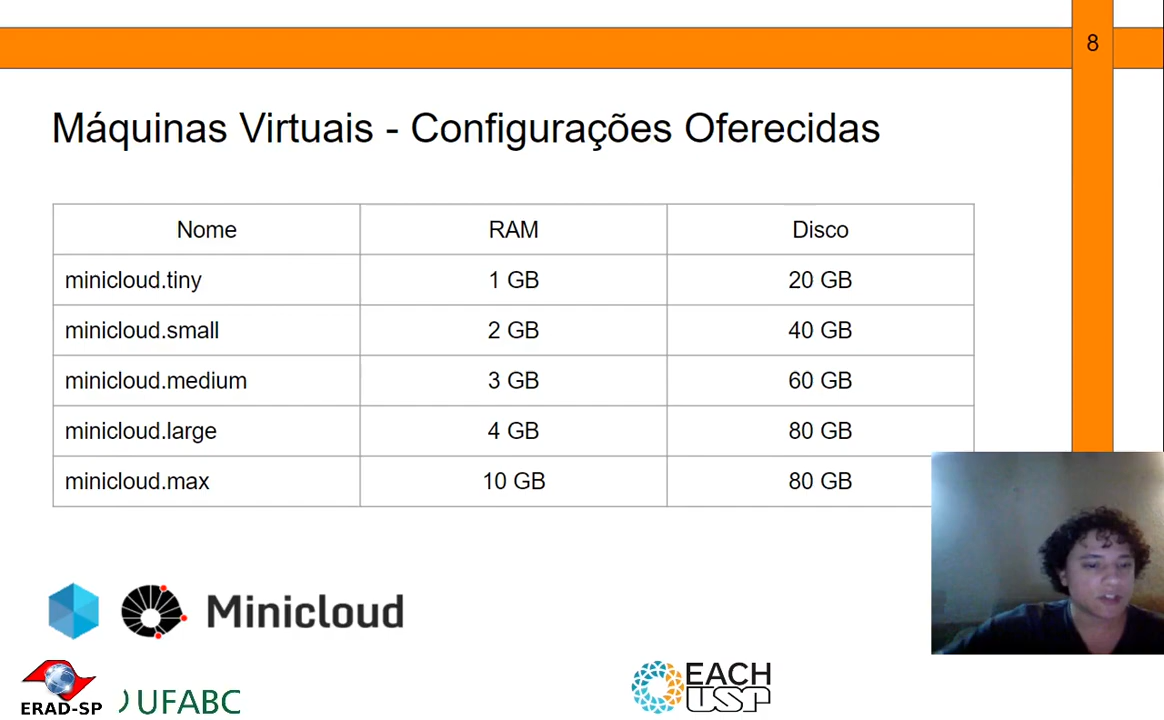 8
Máquinas Virtuais - Configurações Oferecidas
Nome RAM Disco
minicloud.tiny 1 GB 20 GB
minicloud.small 2 GB 40 GB
minicloud.medium 3 GB 60 GB
minicloud.large 4 GB 80 GB
minicloud.max 10 GB 80 GB
Minicloud
ERAD-SP
UFABC
EACH
USP